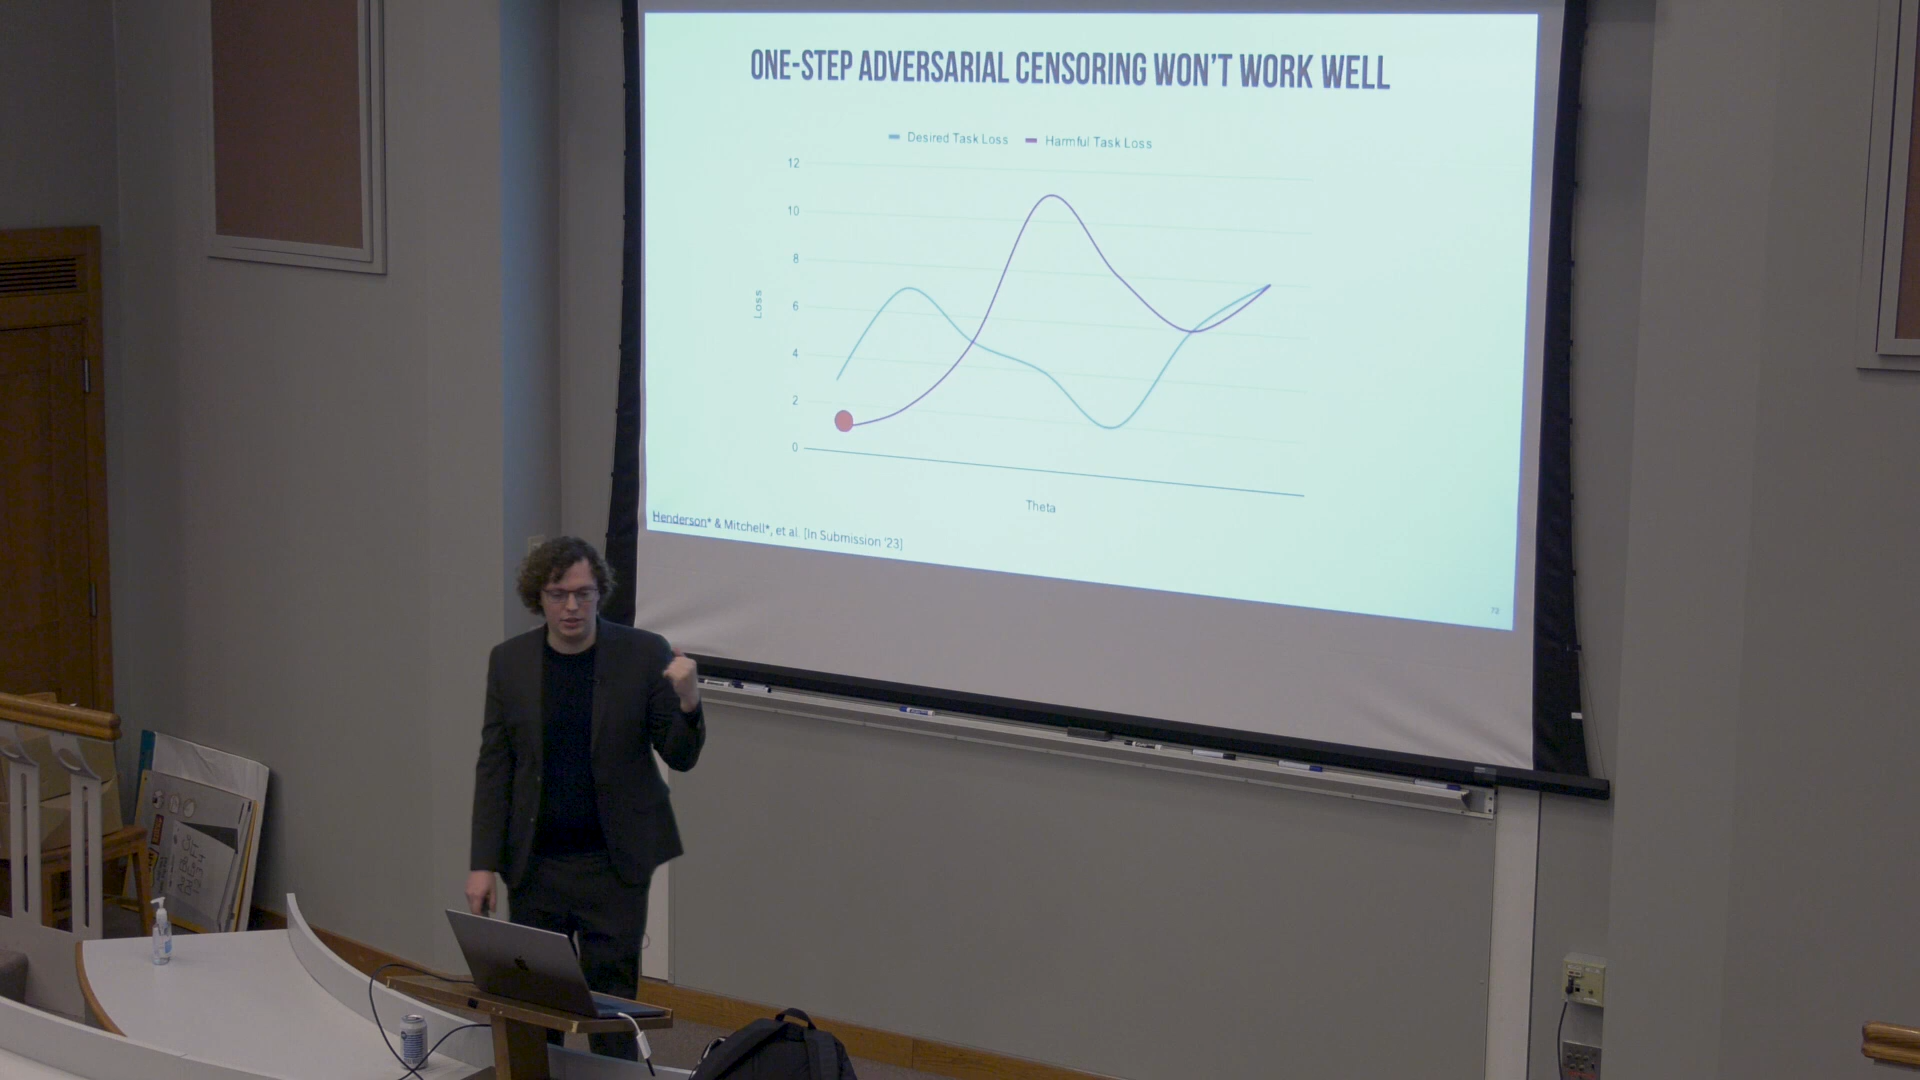 ONE-STEP ADVERSARIAL CENSORING WON'T WORK WELL
Desired Task Loss Harmful Task Loss
12
10
8
6
4
2
0
Loss
Theta
Henderson* & Mitchell*, et al. [In Submission '23]